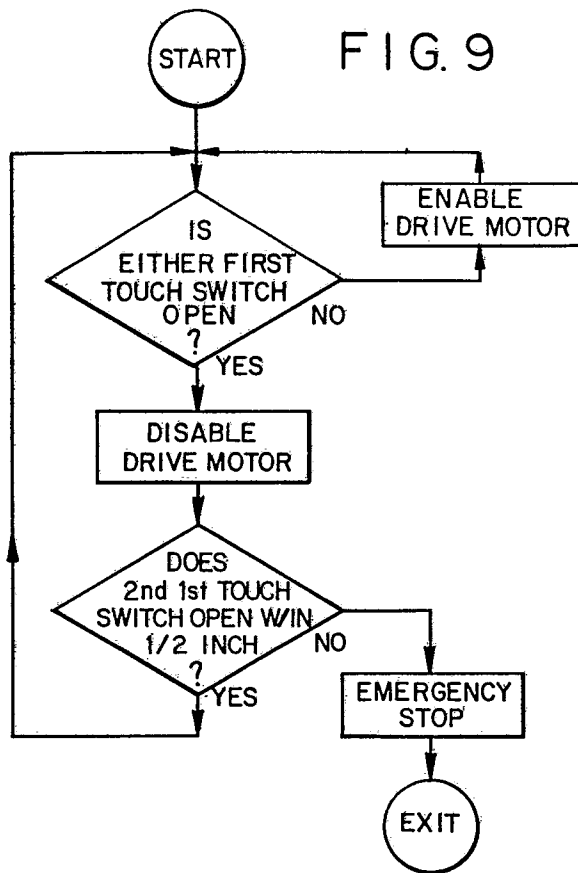 START
FIG. 9
ENABLE
DRIVE MOTOR
IS
EITHER FIRST
TOUCH SWITCH
OPEN
?
NO
YES
DISABLE
DRIVE MOTOR
DOES
2nd 1st TOUCH
SWITCH OPEN W/IN
1/2 INCH
?
NO
YES
EMERGENCY
STOP
EXIT